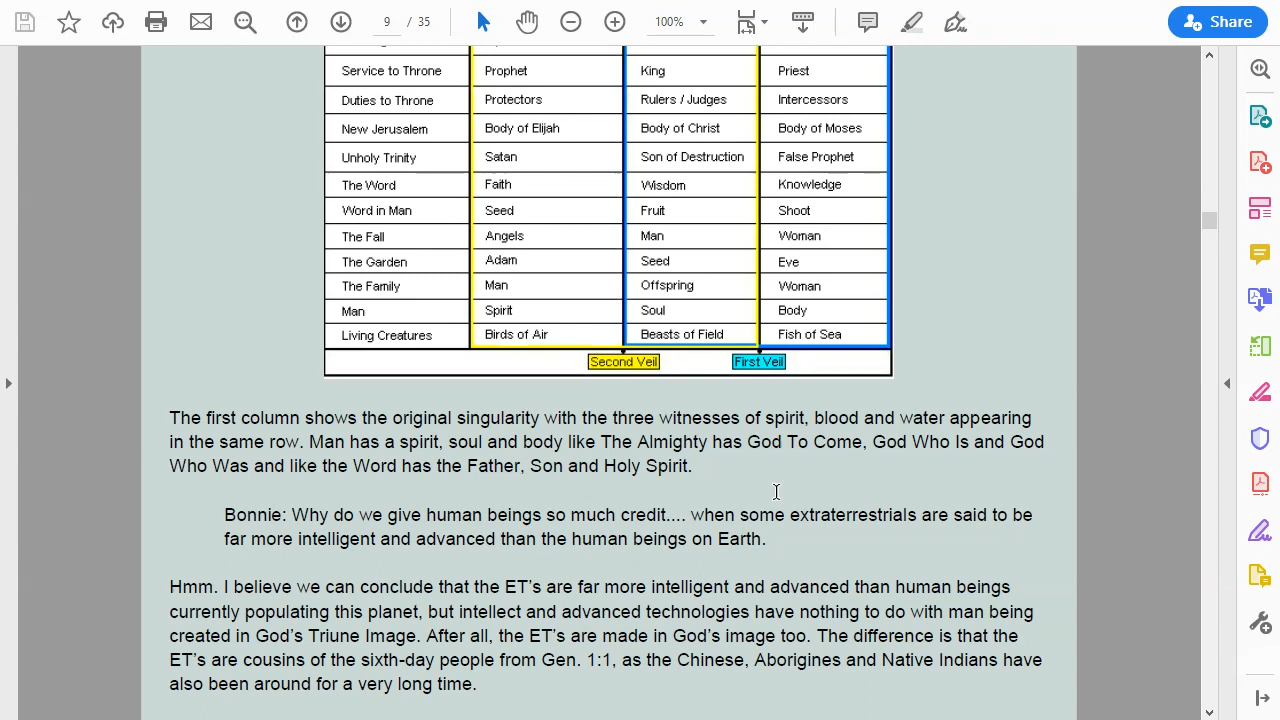 9 / 35
100%
Share
Service to Throne Prophet King Priest
Duties to Throne Protectors Rulers / Judges Intercessors
New Jerusalem Body of Elijah Body of Christ Body of Moses
Unholy Trinity Satan Son of Destruction False Prophet
The Word Faith Wisdom Knowledge
Word in Man Seed Fruit Shoot
The Fall Angels Man Woman
The Garden Adam Seed Eve
The Family Man Offspring Woman
Man Spirit Soul Body
Living Creatures Birds of Air Beasts of Field Fish of Sea
Second Veil First Veil
The first column shows the original singularity with the three witnesses of spirit, blood and water appearing
in the same row. Man has a spirit, soul and body like The Almighty has God To Come, God Who Is and God
Who Was and like the Word has the Father, Son and Holy Spirit.
Bonnie: Why do we give human beings so much credit.... when some extraterrestrials are said to be
far more intelligent and advanced than the human beings on Earth.
Hmm. I believe we can conclude that the ET's are far more intelligent and advanced than human beings
currently populating this planet, but intellect and advanced technologies have nothing to do with man being
created in God's Triune Image. After all, the ET's are made in God's image too. The difference is that the
ET's are cousins of the sixth-day people from Gen. 1:1, as the Chinese, Aborigines and Native Indians have
also been around for a very long time.